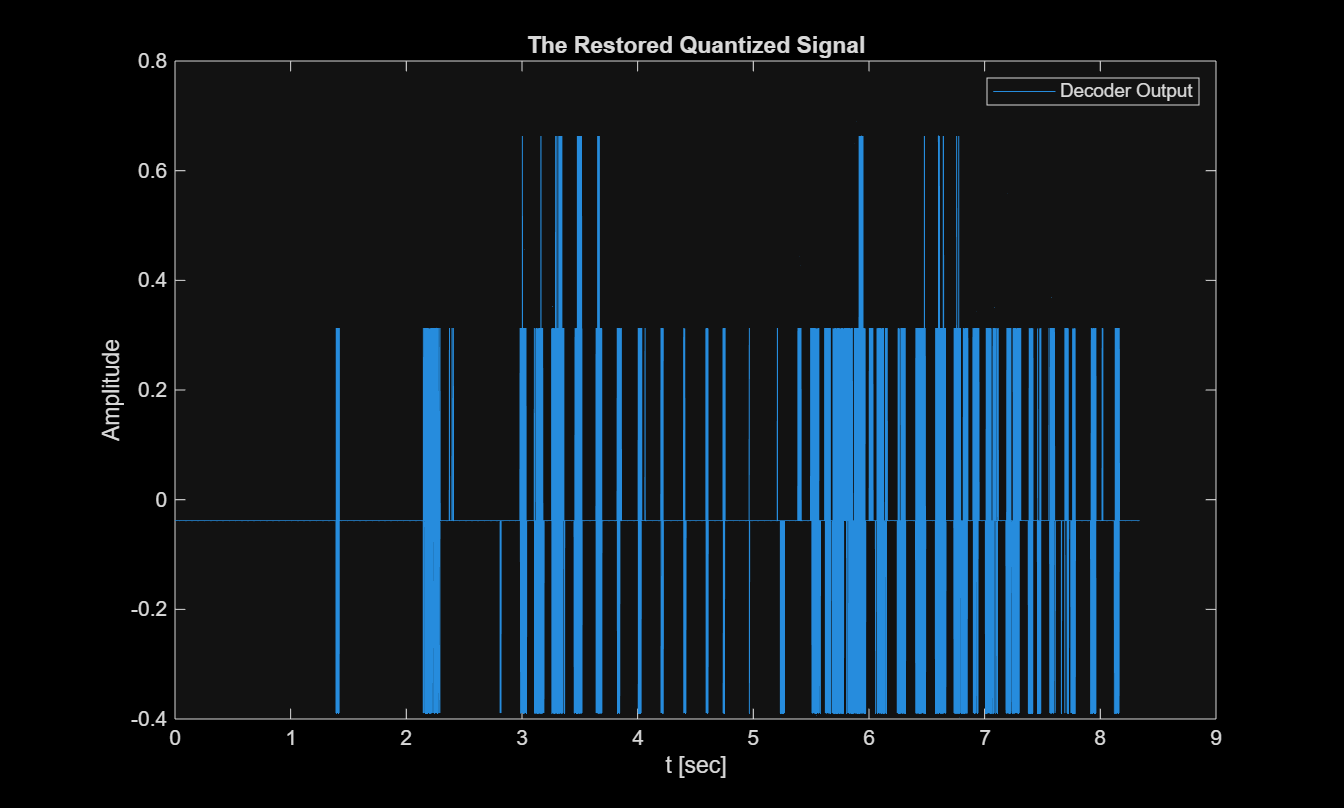 The Restored Quantized Signal
Decoder Output
0.8
0.6
0.4
0.2
0
-0.2
-0.4
Amplitude
0 1 2 3 4 5 6 7 8 9
t [sec]